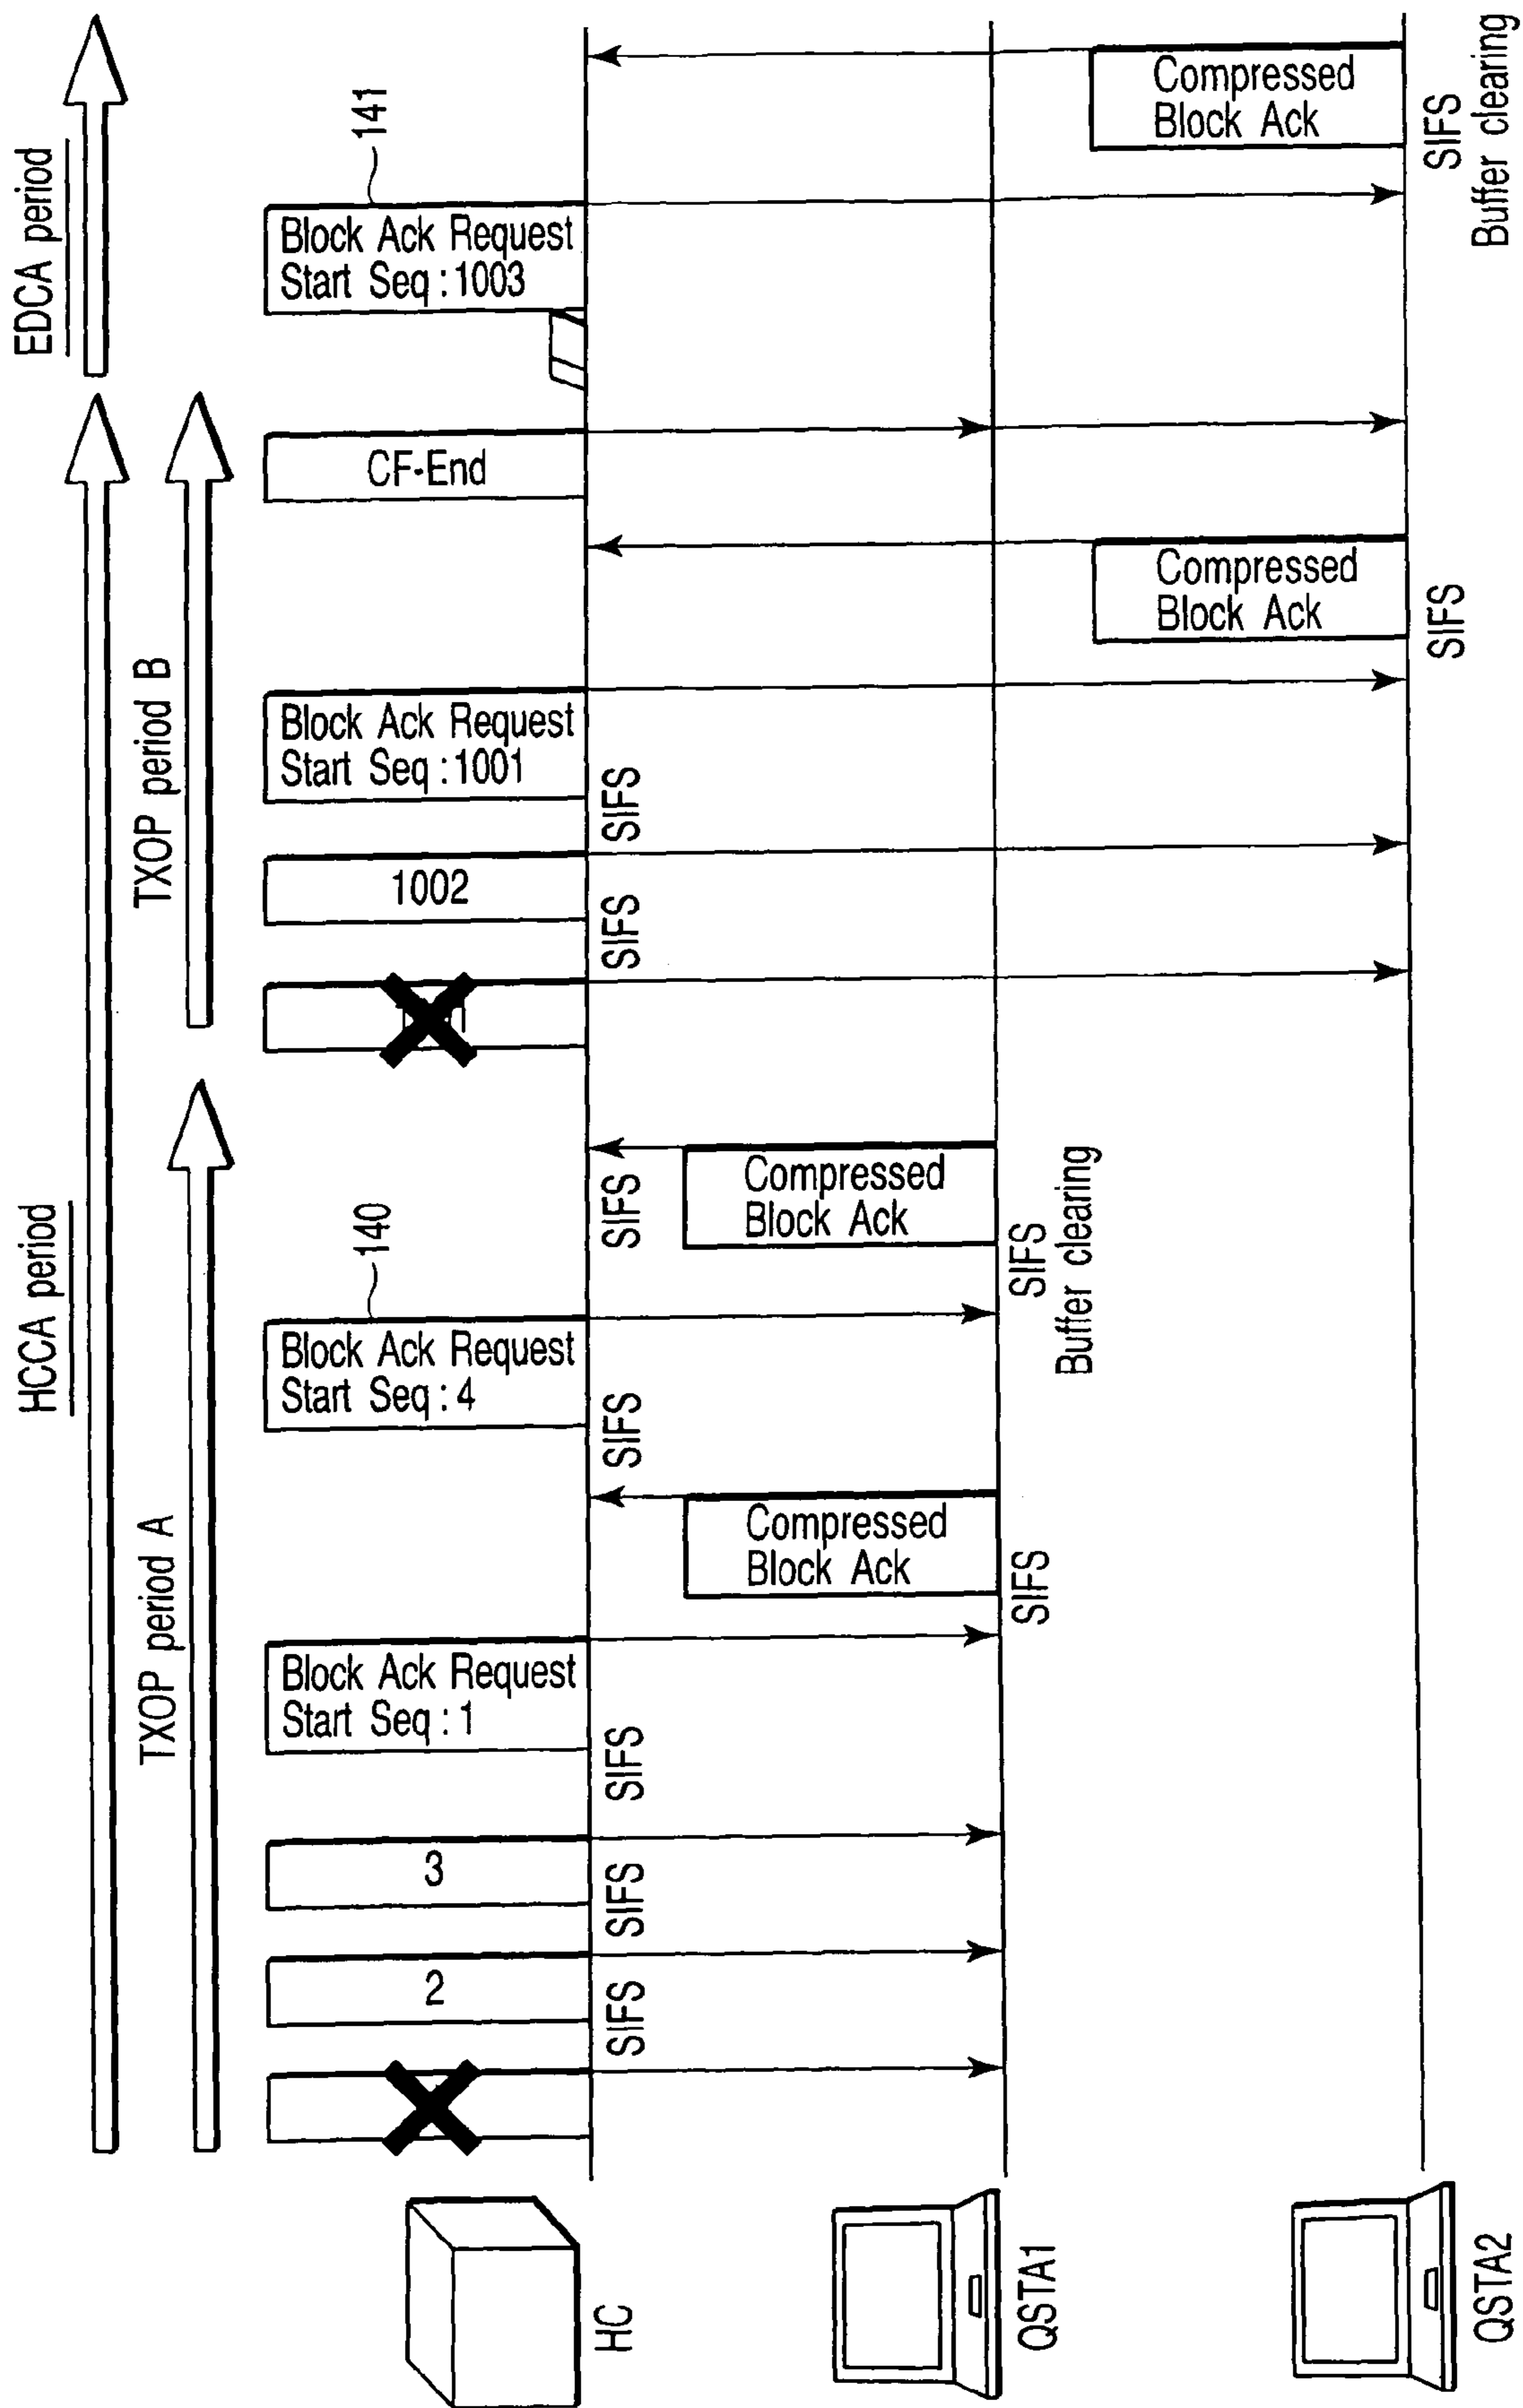 HCCA period
EDCA period
TXOP period A
TXOP period B
2
3
Block Ack Request
Start Seq : 1
Block Ack Request
Start Seq : 4
140
1002
Block Ack Request
Start Seq : 1001
CF-End
Block Ack Request
Start Seq : 1003
141
HC
SIFS
SIFS
SIFS
SIFS
SIFS
SIFS
SIFS
Compressed
Block Ack
Compressed
Block Ack
QSTA1
SIFS
SIFS
Buffer clearing
Compressed
Block Ack
Compressed
Block Ack
QSTA2
SIFS
SIFS
Buffer clearing